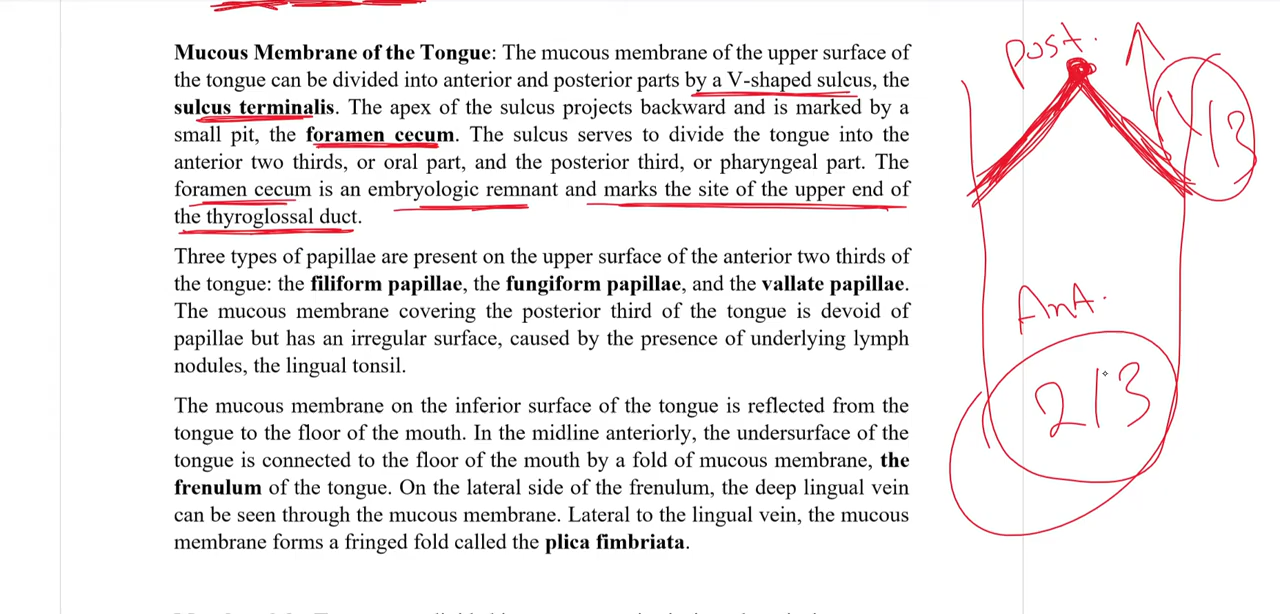 Mucous Membrane of the Tongue: The mucous membrane of the upper surface of
the tongue can be divided into anterior and posterior parts by a V-shaped sulcus, the
sulcus terminalis. The apex of the sulcus projects backward and is marked by a
small pit, the foramen cecum. The sulcus serves to divide the tongue into the
anterior two thirds, or oral part, and the posterior third, or pharyngeal part. The
foramen cecum is an embryologic remnant and marks the site of the upper end of
the thyroglossal duct.
Three types of papillae are present on the upper surface of the anterior two thirds of
the tongue: the filiform papillae, the fungiform papillae, and the vallate papillae.
The mucous membrane covering the posterior third of the tongue is devoid of
papillae but has an irregular surface, caused by the presence of underlying lymph
nodules, the lingual tonsil.
The mucous membrane on the inferior surface of the tongue is reflected from the
tongue to the floor of the mouth. In the midline anteriorly, the undersurface of the
tongue is connected to the floor of the mouth by a fold of mucous membrane, the
frenulum of the tongue. On the lateral side of the frenulum, the deep lingual vein
can be seen through the mucous membrane. Lateral to the lingual vein, the mucous
membrane forms a fringed fold called the plica fimbriata.
post.
1/3
Ant.
2/3